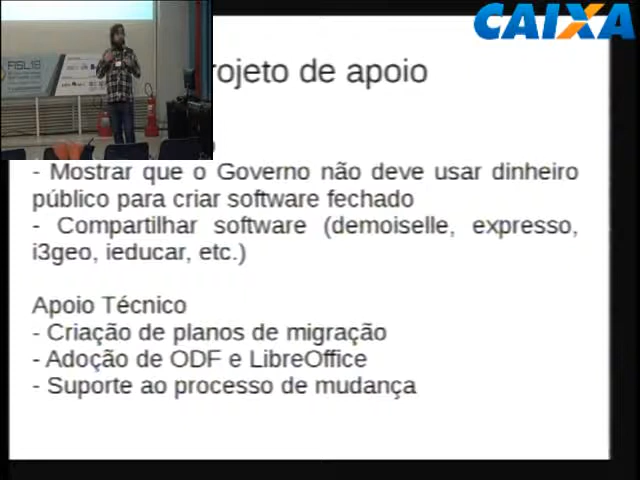 CAIXA
FISL16
rojeto de apoio
- Mostrar que o Governo não deve usar dinheiro
público para criar software fechado
- Compartilhar software (demoiselle, expresso,
i3geo, ieducar, etc.)
Apoio Técnico
- Criação de planos de migração
- Adoção de ODF e LibreOffice
- Suporte ao processo de mudança